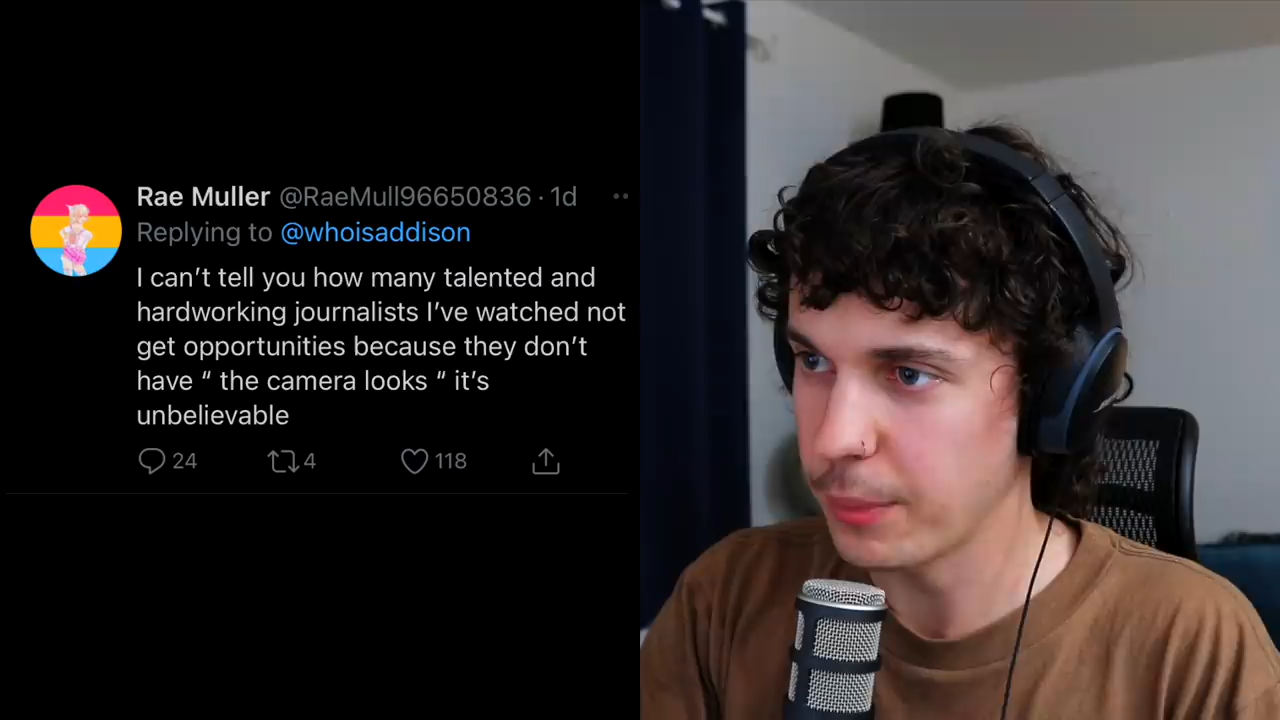 Rae Muller @RaeMull96650836 · 1d
Replying to @whoisaddison
I can’t tell you how many talented and
hardworking journalists I’ve watched not
get opportunities because they don’t
have “ the camera looks “ it’s
unbelievable
24 4 118